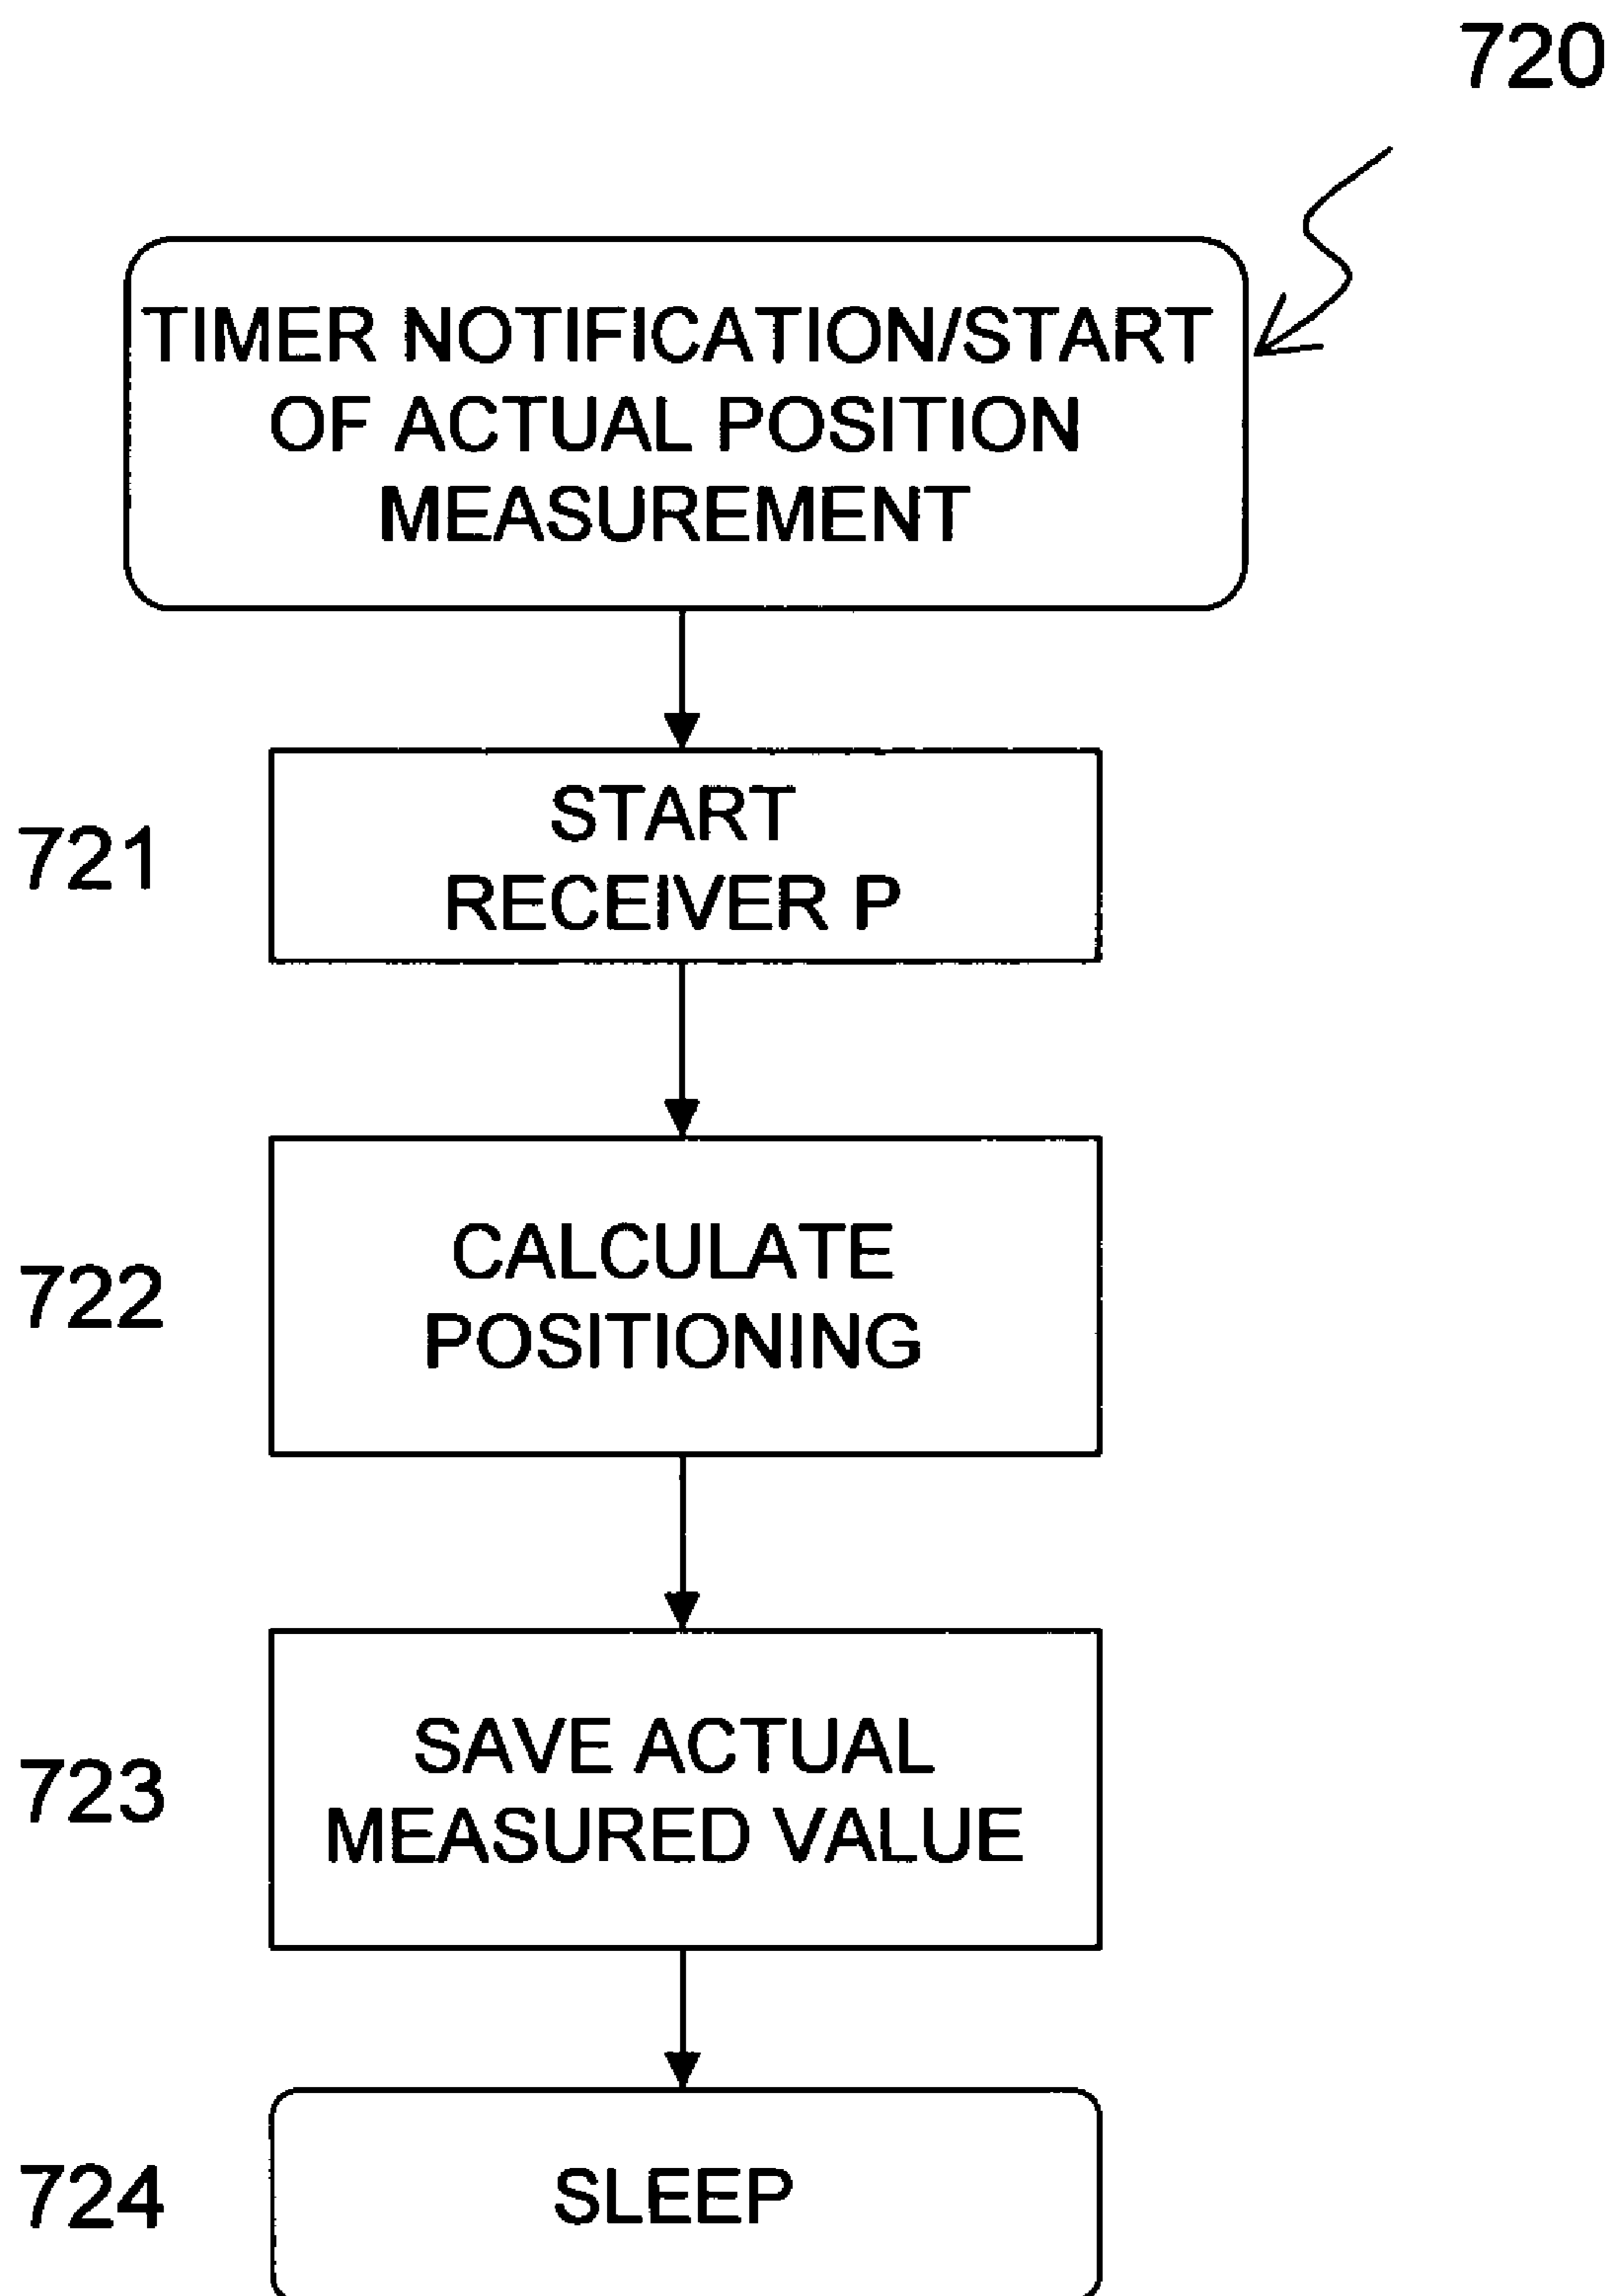 720
TIMER NOTIFICATION/START
OF ACTUAL POSITION
MEASUREMENT
721
START
RECEIVER P
722
CALCULATE
POSITIONING
723
SAVE ACTUAL
MEASURED VALUE
724
SLEEP